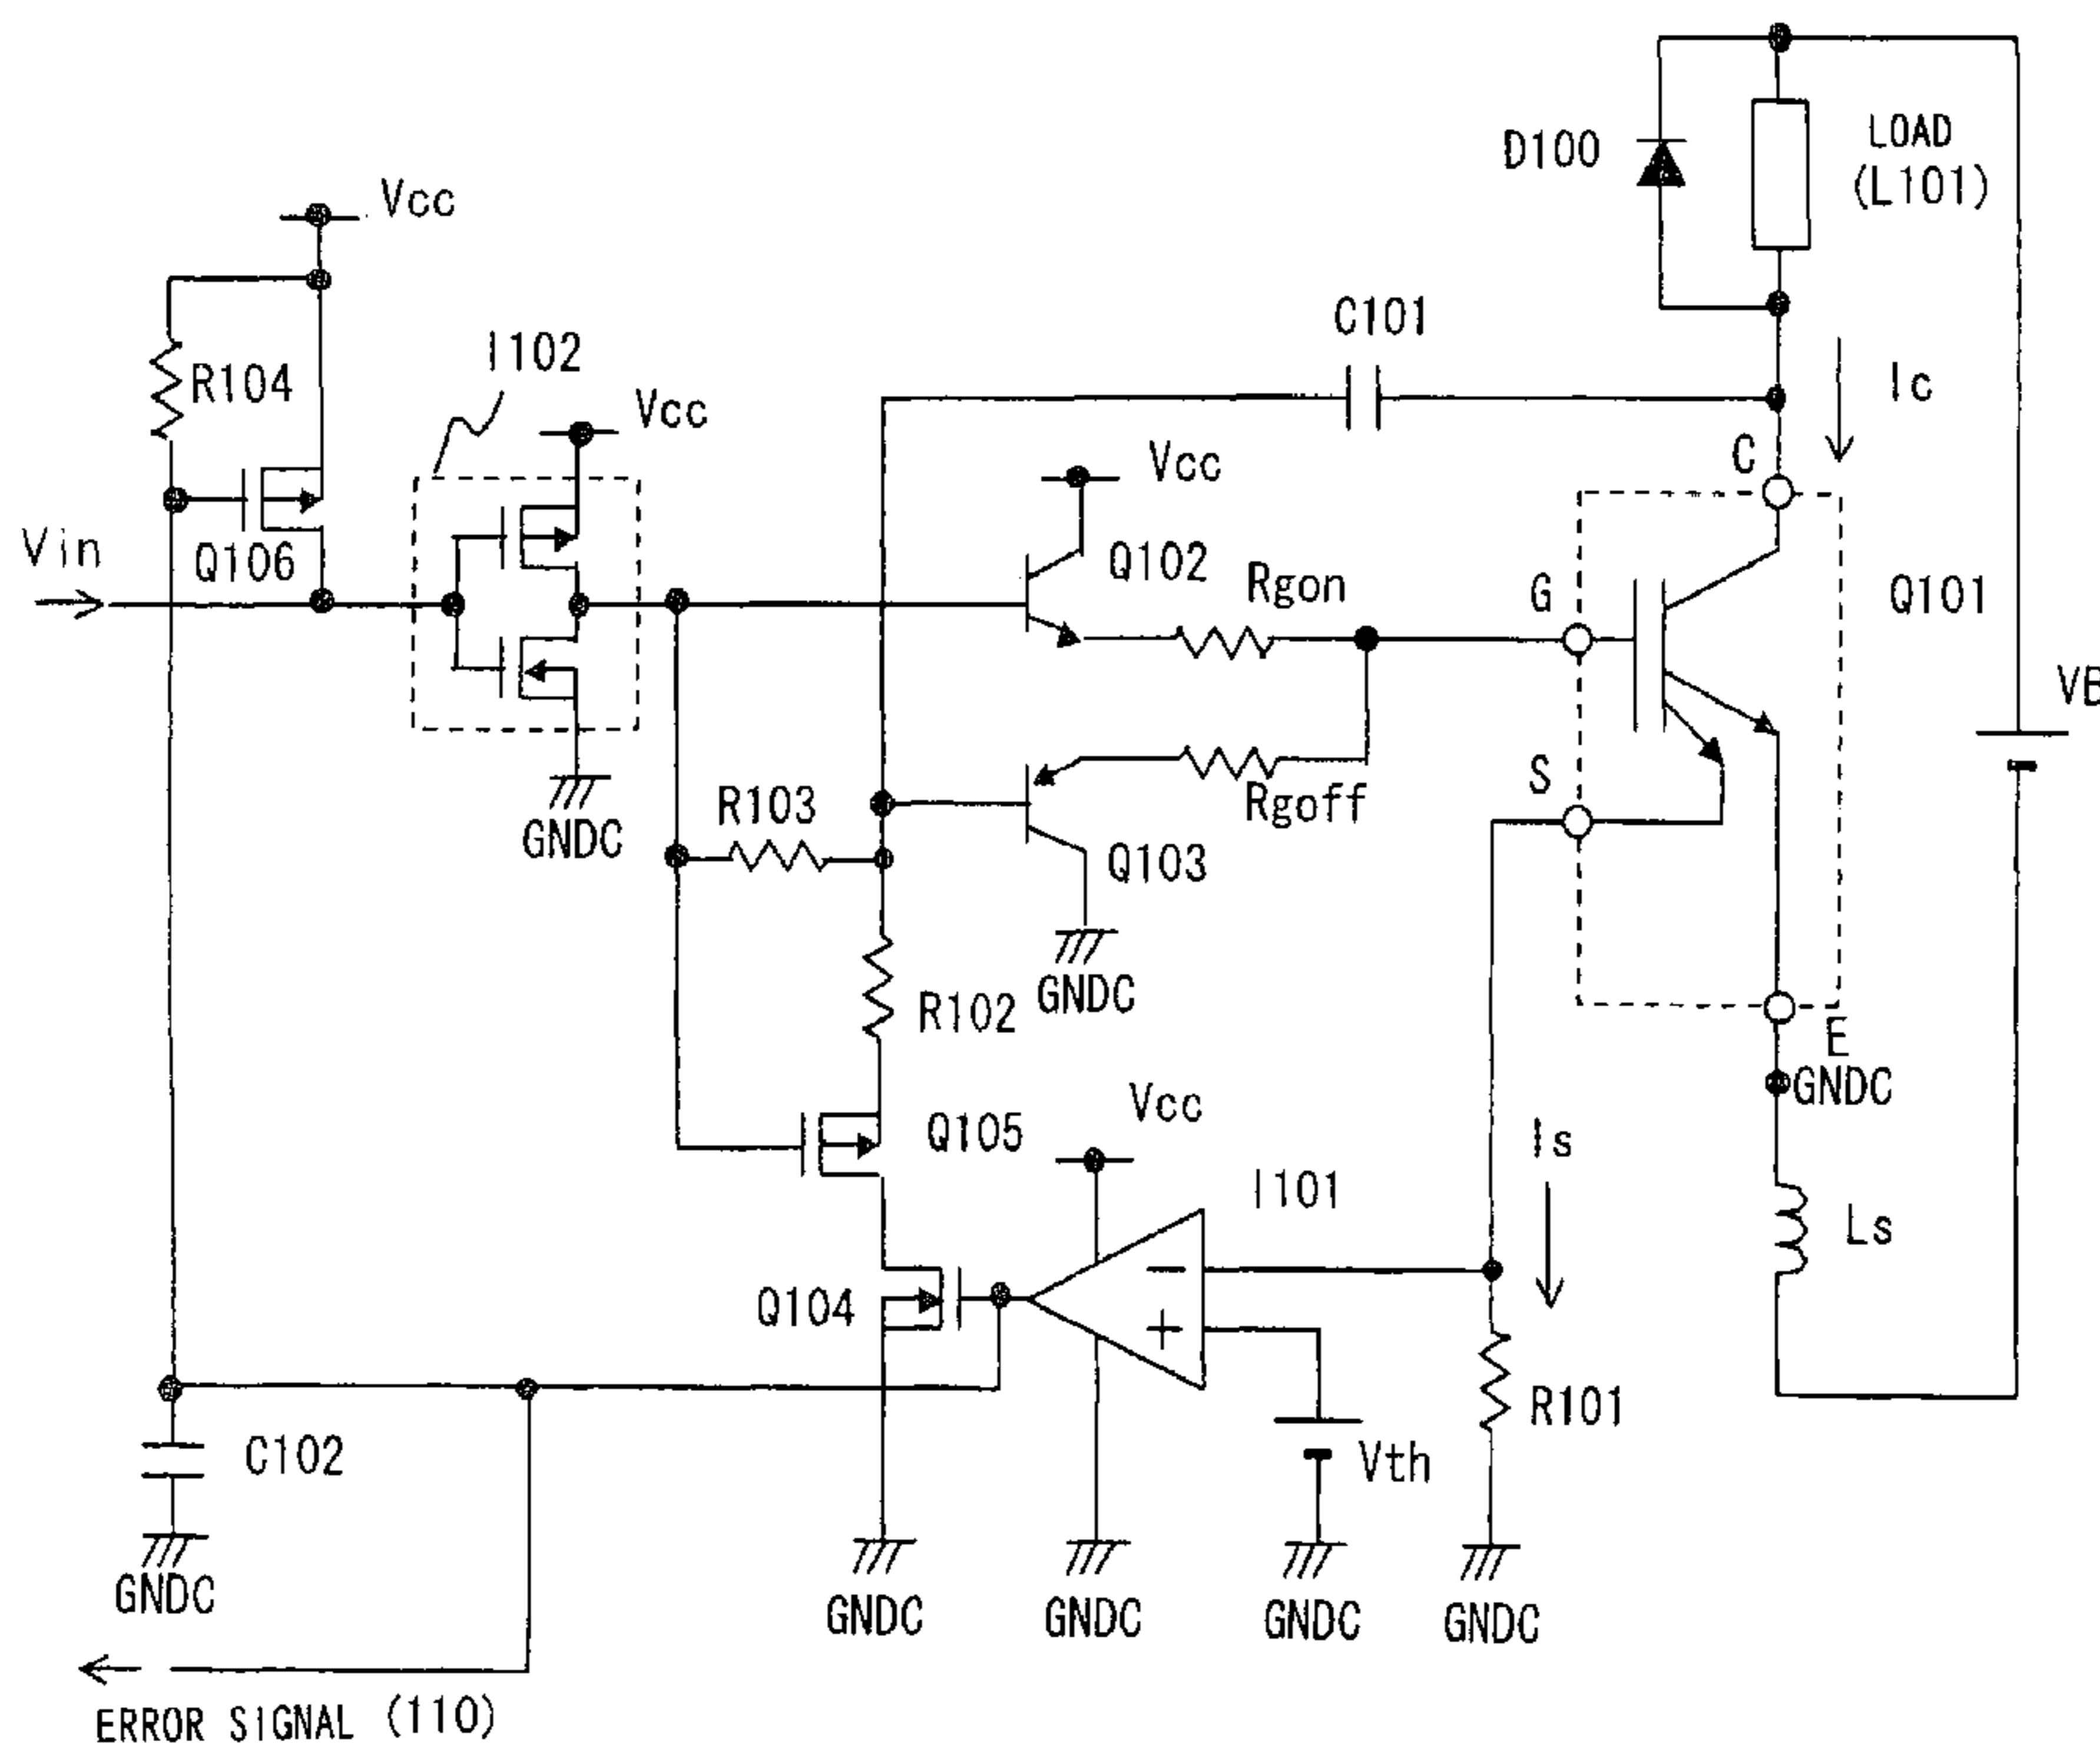 D100
LOAD
(L101)
Vcc
C101
I102
R104
Vcc
Ic
C
Vcc
Q106
Vin
Q102
Rgon
G
Q101
VB
R103
S
Rgoff
GNDC
Q103
R102
GNDC
E
GNDC
Vcc
Q105
Is
I101
Ls
−
Q104
+
R101
C102
Vth
GNDC
GNDC
GNDC
GNDC
GNDC
ERROR SIGNAL (110)